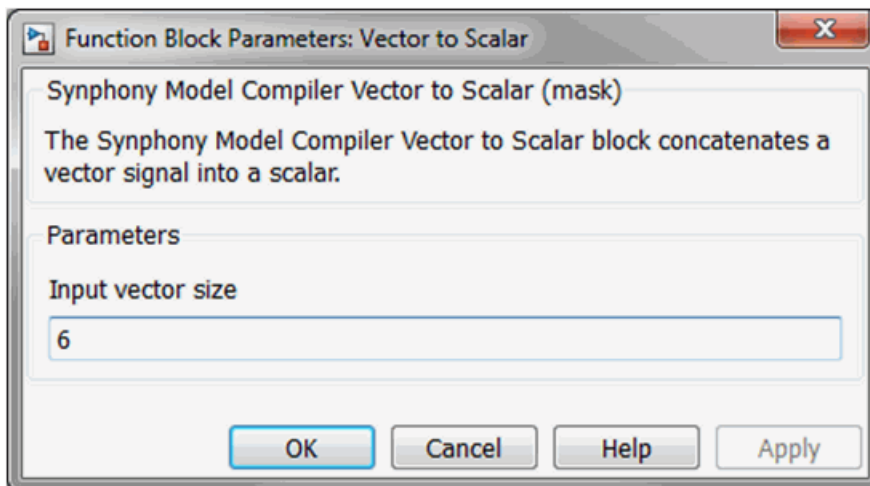 Function Block Parameters: Vector to Scalar
Synphony Model Compiler Vector to Scalar (mask)
The Synphony Model Compiler Vector to Scalar block concatenates a
vector signal into a scalar.
Parameters
Input vector size
6
OK Cancel Help Apply